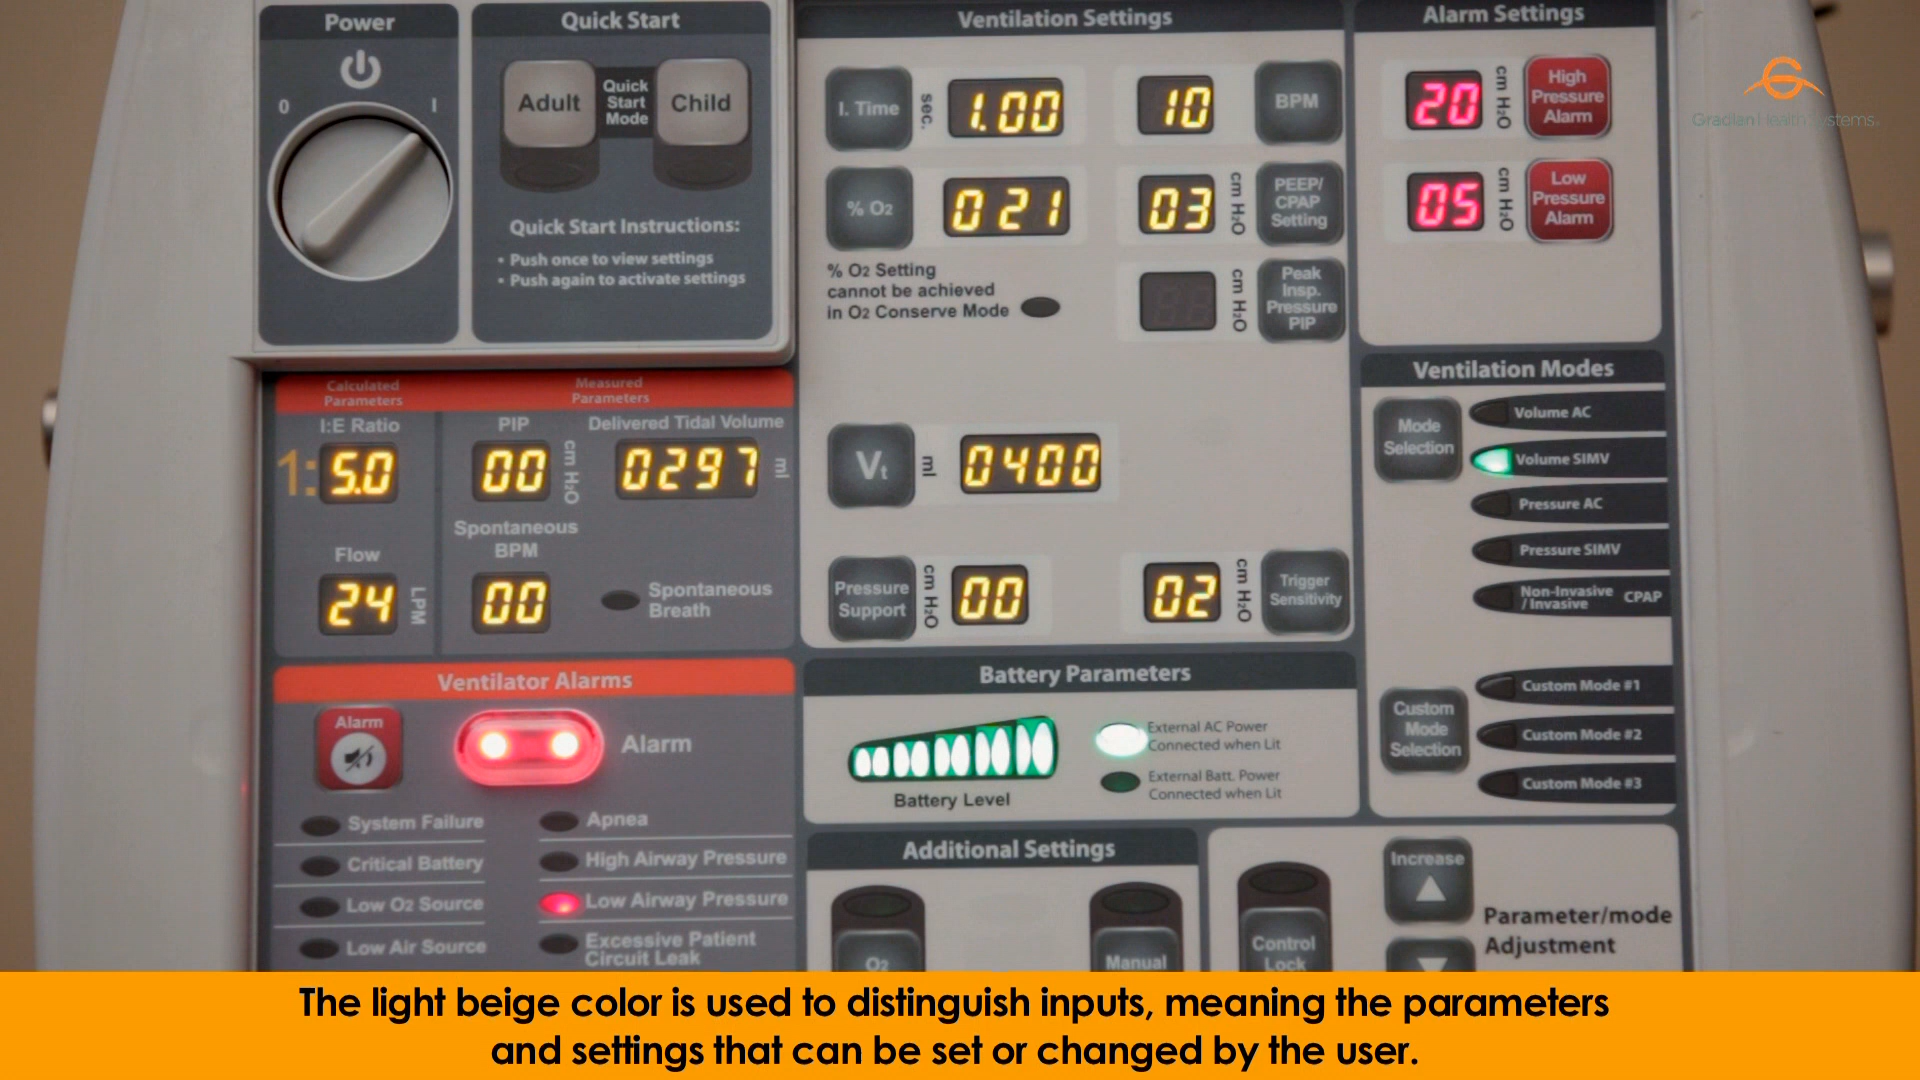 Power
0
I
Quick Start
Adult
Quick
Start
Mode
Child
Quick Start Instructions:
• Push once to view settings
• Push again to activate settings
Ventilation Settings
I. Time
sec.
1.00
10
BPM
% O2
021
03
cm H2O
PEEP/
CPAP
Setting
% O2 Setting
cannot be achieved
in O2 Conserve Mode
cm H2O
Peak
Insp.
Pressure
PIP
Vt
ml
0400
Pressure
Support
cm H2O
00
02
cm H2O
Trigger
Sensitivity
Alarm Settings
20
cm H2O
High
Pressure
Alarm
05
cm H2O
Low
Pressure
Alarm
Gradian Health Systems
Calculated
Parameters
Measured
Parameters
I:E Ratio
1:5.0
PIP
00
cm H2O
Delivered Tidal Volume
0297
ml
Flow
24
LPM
Spontaneous
BPM
00
Spontaneous
Breath
Ventilation Modes
Mode
Selection
Volume AC
Volume SIMV
Pressure AC
Pressure SIMV
Non-Invasive
/Invasive
CPAP
Custom
Mode
Selection
Custom Mode #1
Custom Mode #2
Custom Mode #3
Ventilator Alarms
Alarm
Alarm
System Failure
Critical Battery
Low O2 Source
Low Air Source
Apnea
High Airway Pressure
Low Airway Pressure
Excessive Patient
Circuit Leak
Battery Parameters
Battery Level
External AC Power
Connected when Lit
External Batt. Power
Connected when Lit
Additional Settings
O2
Manual
Control
Lock
Increase
Parameter/mode
Adjustment
The light beige color is used to distinguish inputs, meaning the parameters
and settings that can be set or changed by the user.